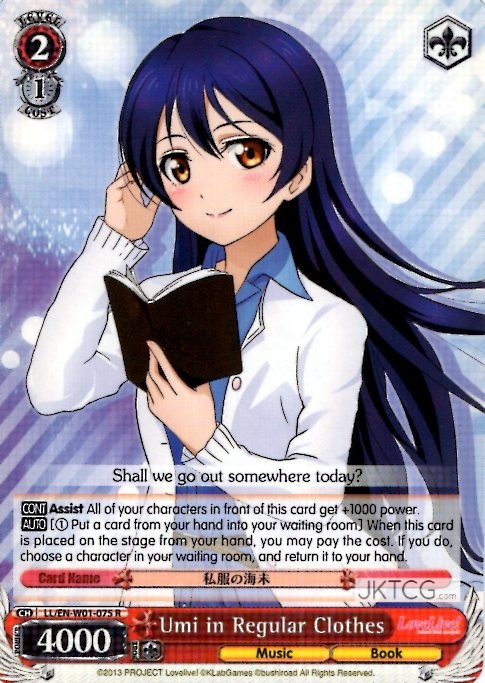 LEVEL
2
1
COST
Shall we go out somewhere today?
CONT Assist All of your characters in front of this card get +1000 power.
AUTO [① Put a card from your hand into your waiting room] When this card
is placed on the stage from your hand, you may pay the cost. If you do,
choose a character in your waiting room, and return it to your hand.
Card Name 私服の海未
JKTCG.com
CH LL/EN-W01-075 R
POWER 4000
Umi in Regular Clothes
LoveLive!
Music Book
©2013 PROJECT Lovelive! ©KLabGames ©bushiroad All Rights Reserved.